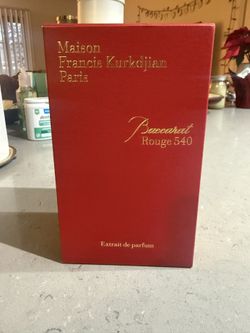 Maison
Francis Kurkdjian
Paris
Baccarat
Rouge 540
Extrait de parfum